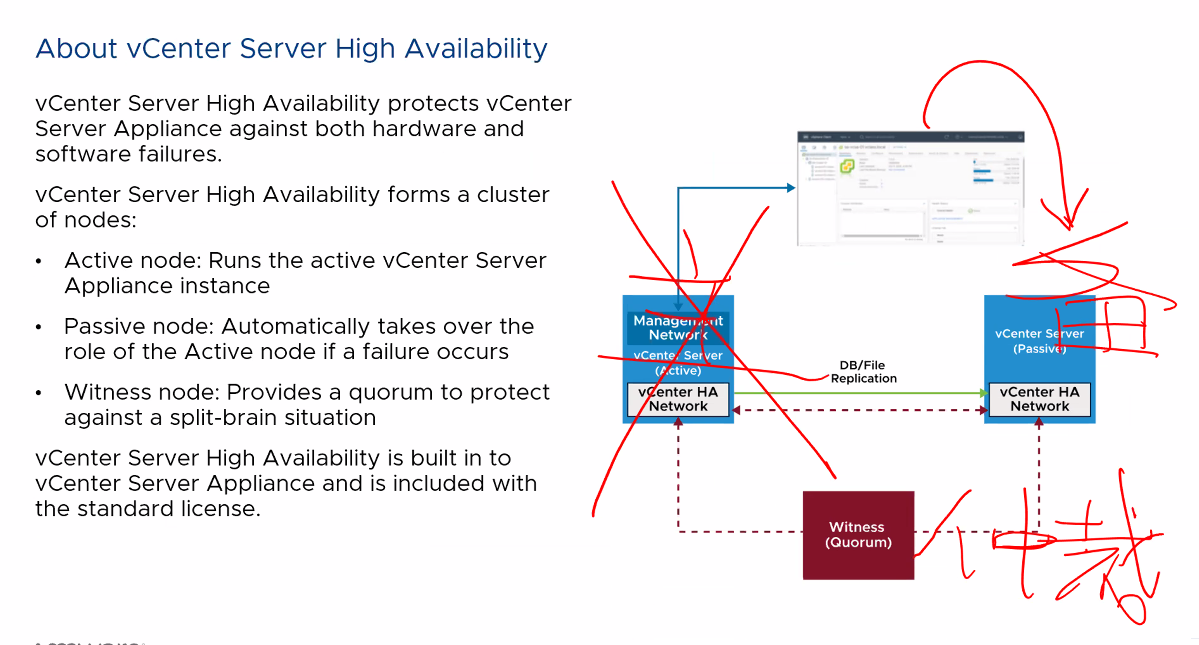 About vCenter Server High Availability
vCenter Server High Availability protects vCenter
Server Appliance against both hardware and
software failures.
vCenter Server High Availability forms a cluster
of nodes:
• Active node: Runs the active vCenter Server
Appliance instance
• Passive node: Automatically takes over the
role of the Active node if a failure occurs
• Witness node: Provides a quorum to protect
against a split-brain situation
vCenter Server High Availability is built in to
vCenter Server Appliance and is included with
the standard license.
Management
Network
vCenter Server
(Active)
vCenter HA
Network
DB/File
Replication
vCenter Server
(Passive)
vCenter HA
Network
Witness
(Quorum)
仲裁